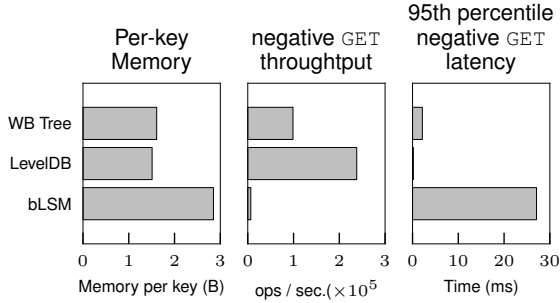 Per-key
Memory
negative GET
throughtput
95th percentile
negative GET
latency
WB Tree
LevelDB
bLSM
0 1 2 3
0 1 2 3
0 10 20 30
Memory per key (B)
ops / sec.(×10^5
Time (ms)